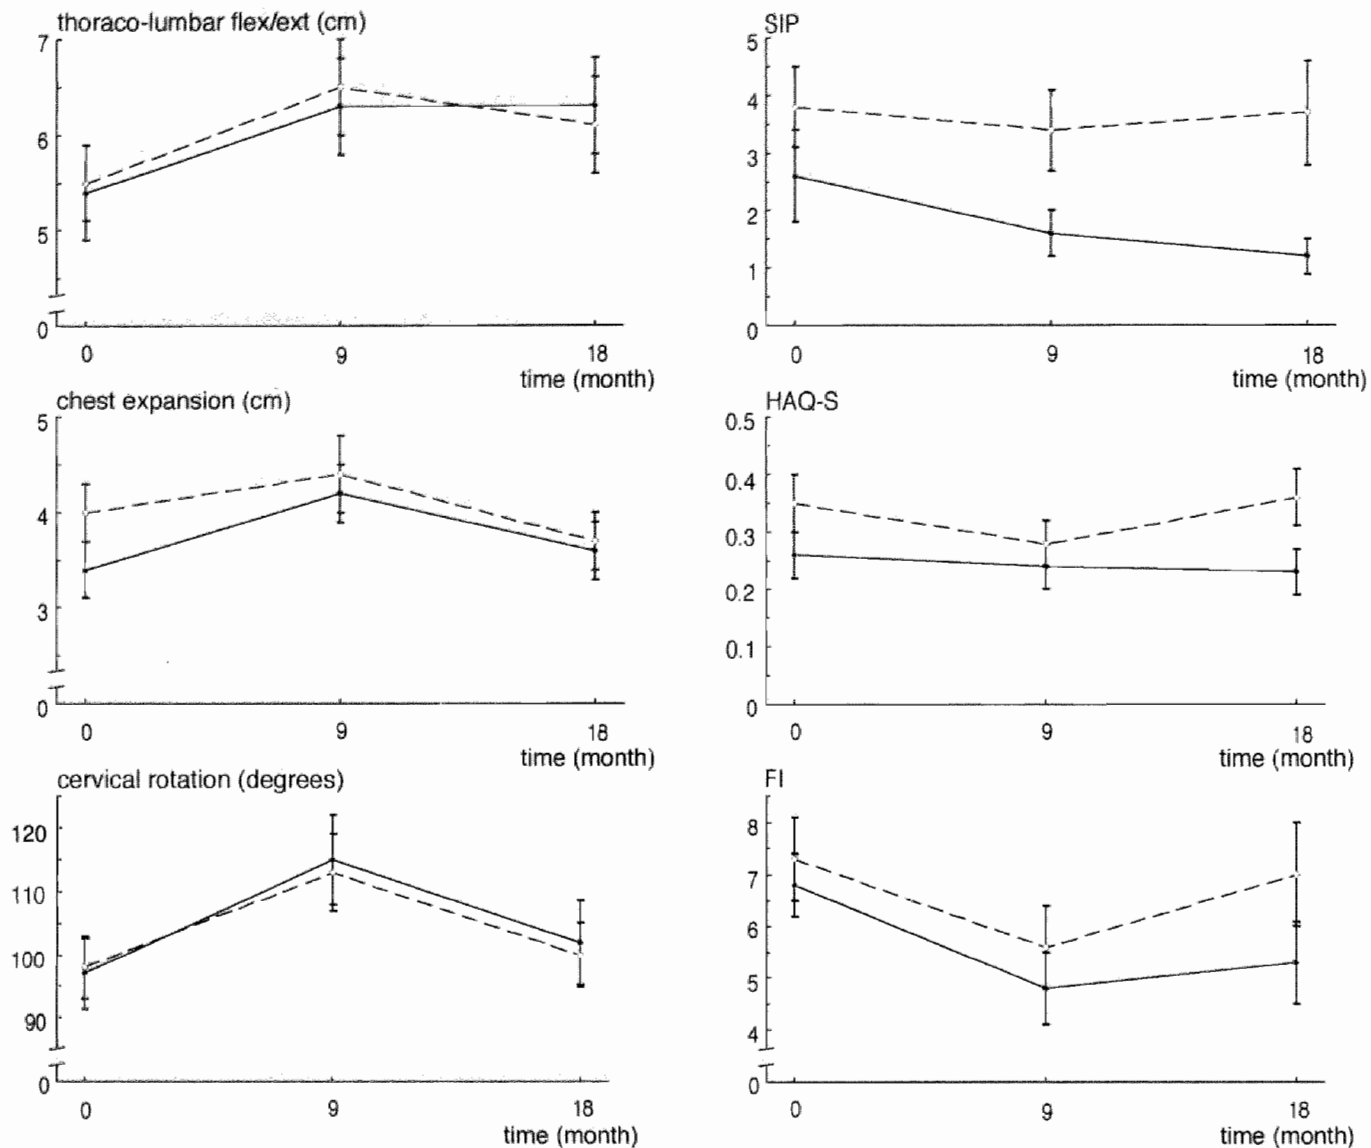 thoraco-lumbar flex/ext (cm)
7
6
5
0
0 9 18
time (month)
SIP
5
4
3
2
1
0
0 9 18
time (month)
chest expansion (cm)
5
4
3
0
0 9 18
time (month)
HAQ-S
0.5
0.4
0.3
0.2
0.1
0
0 9 18
time (month)
cervical rotation (degrees)
120
110
100
90
0
0 9 18
time (month)
FI
8
7
6
5
4
0
0 9 18
time (month)